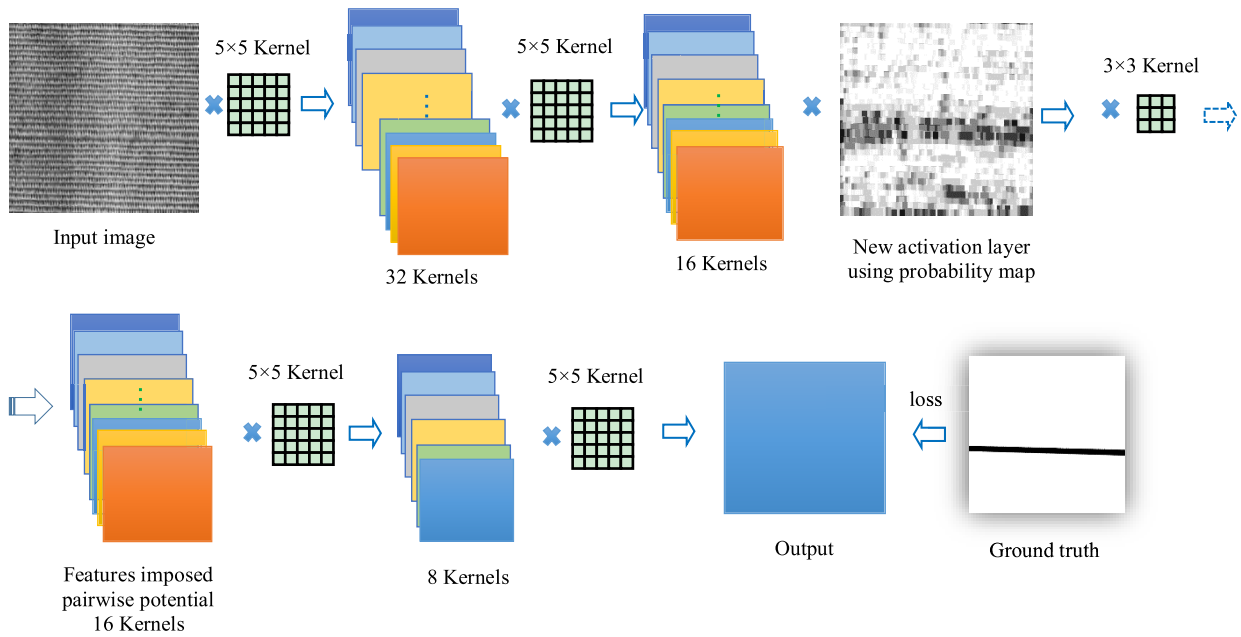 5×5 Kernel
5×5 Kernel
3×3 Kernel
Input image
32 Kernels
16 Kernels
New activation layer
using probability map
5×5 Kernel
5×5 Kernel
loss
Features imposed
pairwise potential
16 Kernels
8 Kernels
Output
Ground truth